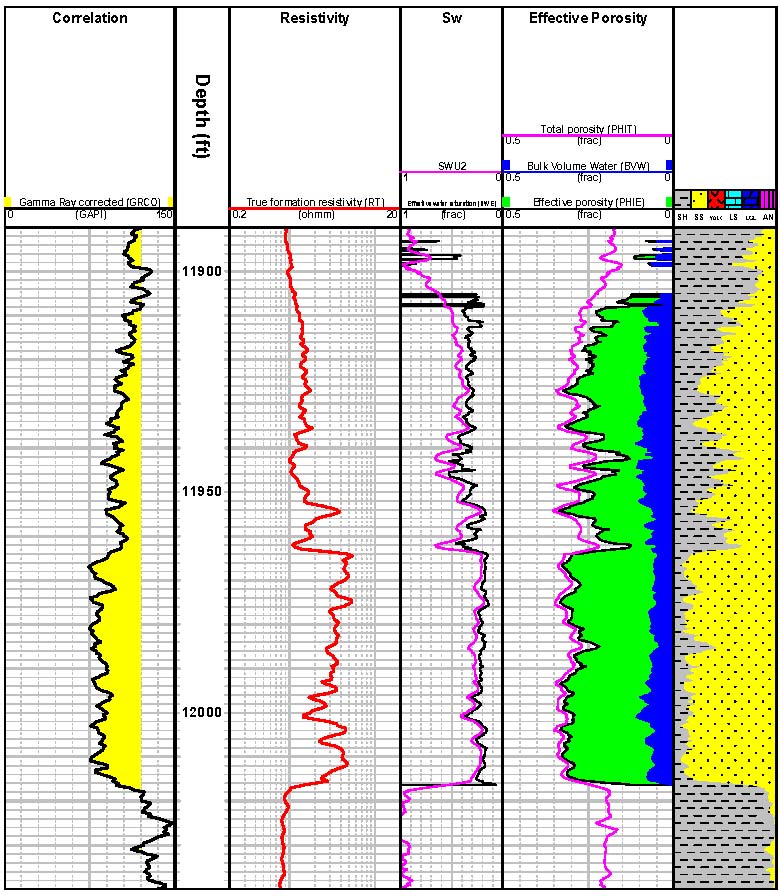 Correlation
Resistivity
Sw
Effective Porosity
Depth (ft)
Total porosity (PHIT)
0.5 (frac) 0
SWU2
1 0
Bulk Volume Water (BVW)
0.5 (frac) 0
Gamma Ray corrected (GRCO)
0 (GAPI) 150
True formation resistivity (RT)
0.2 (ohmm) 20
Effective water saturation (SWE)
1 (frac) 0
Effective porosity (PHIE)
0.5 (frac) 0
SH SS LS AN
11900
11950
12000